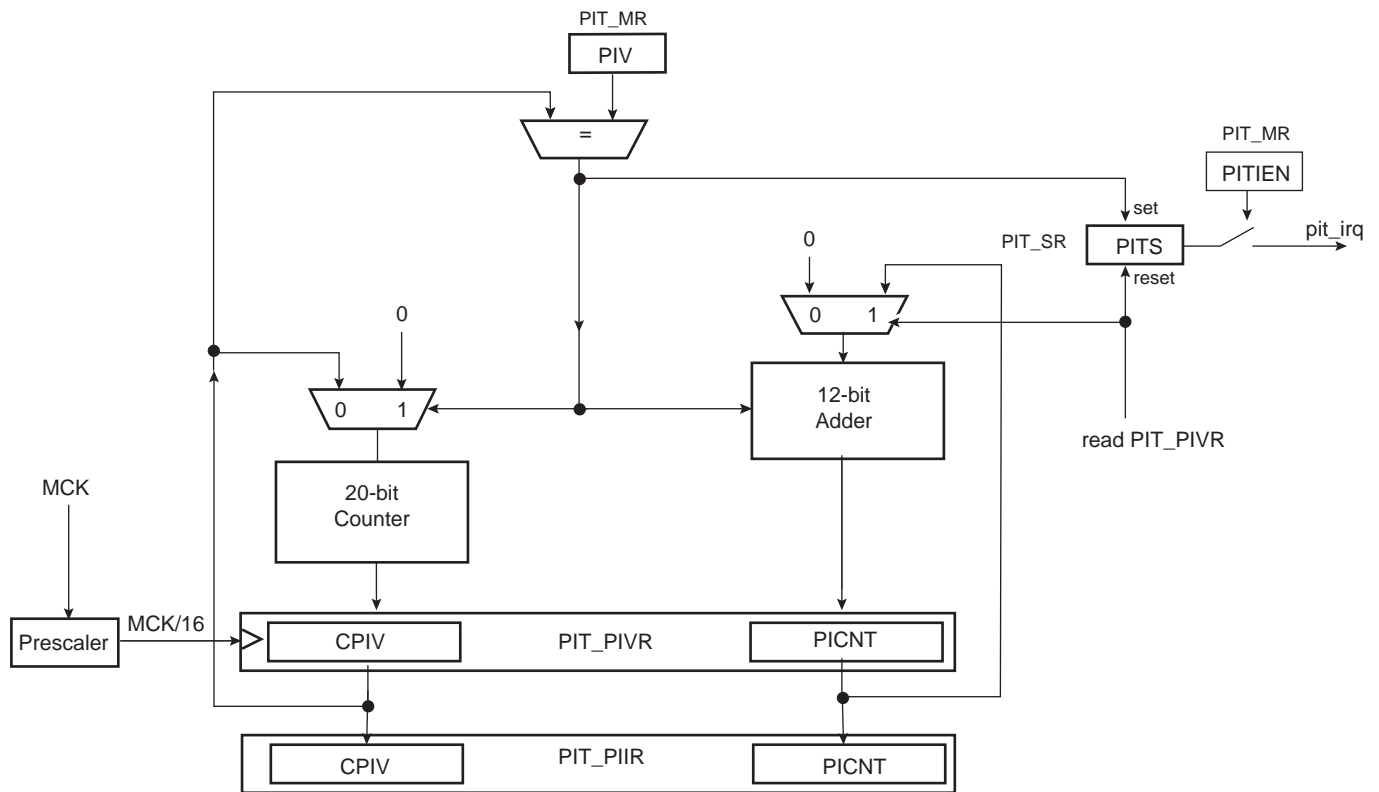 PIT_MR
PIV
=
PIT_MR
PITIEN
set
PIT_SR
PITS
pit_irq
reset
0
0 1
0
0 1
12-bit
Adder
read PIT_PIVR
MCK
20-bit
Counter
MCK/16
Prescaler
CPIV
PIT_PIVR
PICNT
CPIV
PIT_PIIR
PICNT